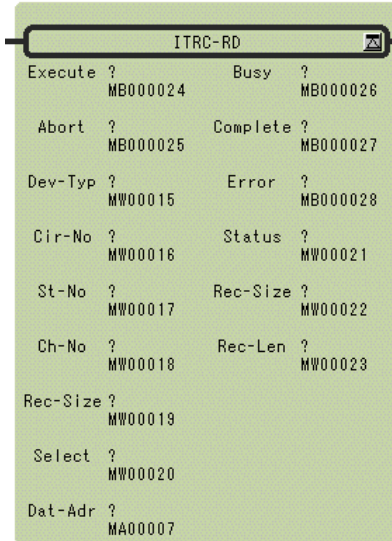 ITRC-RD
Execute ? Busy ?
MB000024 MB000026
Abort ? Complete ?
MB000025 MB000027
Dev-Typ ? Error ?
MW00015 MB000028
Cir-No ? Status ?
MW00016 MW00021
St-No ? Rec-Size ?
MW00017 MW00022
Ch-No ? Rec-Len ?
MW00018 MW00023
Rec-Size ?
MW00019
Select ?
MW00020
Dat-Adr ?
MA00007